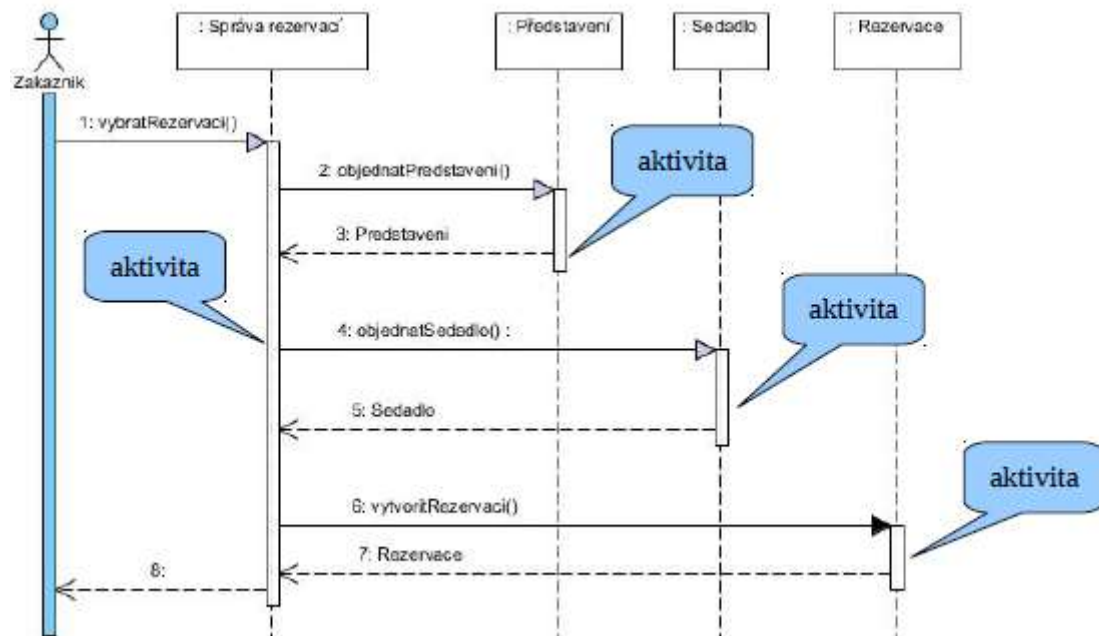 : Správa rezervací
: Představení
: Sedadlo
: Rezervace
Zakaznik
1: vybratRezervaci()
2: objednatPredstaveni()
aktivita
3: Predstaveni
aktivita
aktivita
4: objednatSedadlo() :
5: Sedadlo
aktivita
6: vytvoritRezervaci()
7: Rezervace
8: